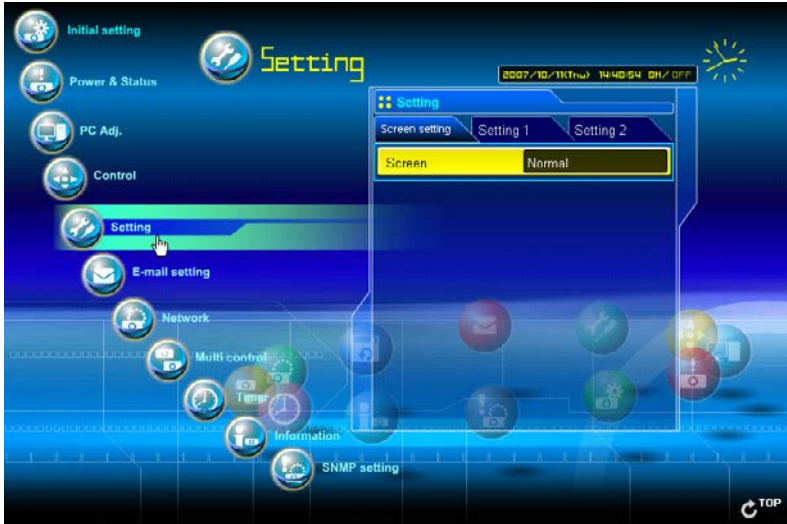 Initial setting
Setting
Power & Status
2007/10/11(Thu) 14:40:54 ON/OFF
Setting
PC Adj.
Screen setting Setting 1 Setting 2
Screen Normal
Control
Setting
E-mail setting
Network
Multi control
Timer
Information
SNMP setting
TOP